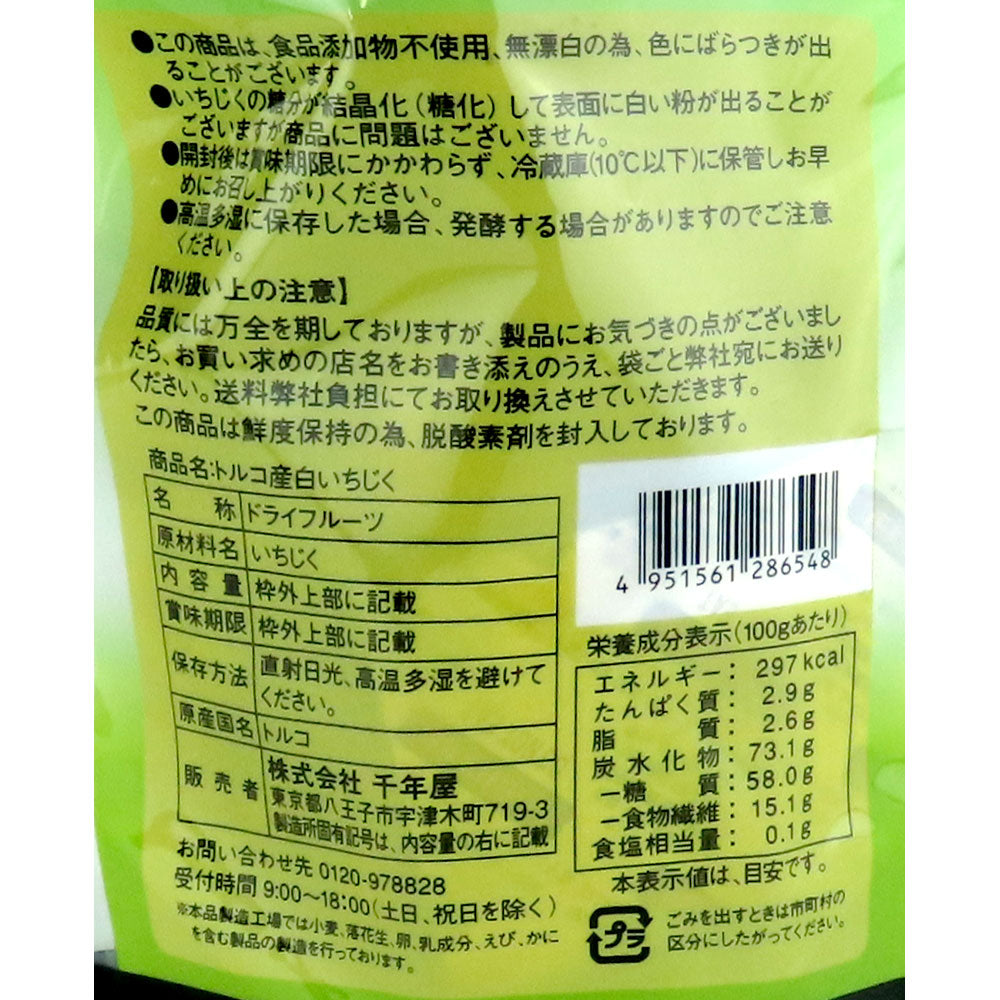 ●この商品は、食品添加物不使用、無漂白の為、色にばらつきが出
ることがございます。
●いちじくの糖分が結晶化(糖化)して表面に白い粉が出ることが
ございますが商品に問題はございません。
●開封後は賞味期限にかかわらず、冷蔵庫(10℃以下)に保管しお早
めにお召し上がりください。
●高温多湿に保存した場合、発酵する場合がありますのでご注意
ください。
【取り扱い上の注意】
品質には万全を期しておりますが、製品にお気づきの点がございまし
たら、お買い求めの店名をお書き添えのうえ、袋ごと弊社宛にお送り
ください。送料弊社負担にてお取り換えさせていただきます。
この商品は鮮度保持の為、脱酸素剤を封入しております。
商品名:トルコ産白いちじく
名称 ドライフルーツ
原材料名 いちじく
内容量 枠外上部に記載
賞味期限 枠外上部に記載
保存方法 直射日光、高温多湿を避けて
ください。
原産国名 トルコ
販売者 株式会社 千年屋
東京都八王子市宇津木町719-3
製造所固有記号は、内容量の右に記載
お問い合わせ先 0120-978828
受付時間 9:00~18:00(土日、祝日を除く)
※本品製造工場では小麦、落花生、卵、乳成分、えび、かに
を含む製品の製造を行っております。
4 951561 286548
栄養成分表示(100gあたり)
エネルギー: 297kcal
たんぱく質: 2.9g
脂質: 2.6g
炭水化物: 73.1g
―糖質: 58.0g
―食物繊維: 15.1g
食塩相当量: 0.1g
本表示値は、目安です。
プラ
ごみを出すときは市町村の
区分にしたがってください。